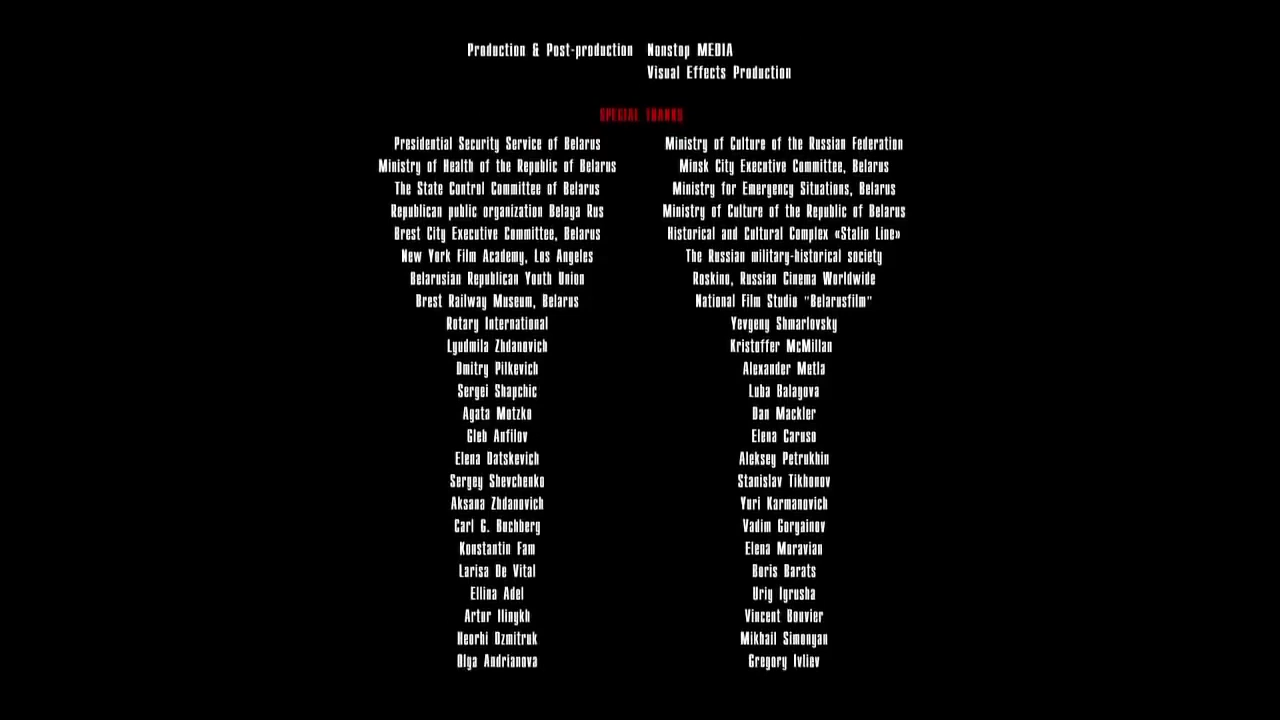 Production & Post-production Nonstop MEDIA
Visual Effects Production
SPECIAL THANKS
Presidential Security Service of Belarus
Ministry of Health of the Republic of Belarus
The State Control Committee of Belarus
Republican public organization Belaya Rus
Brest City Executive Committee, Belarus
New York Film Academy, Los Angeles
Belarusian Republican Youth Union
Brest Railway Museum, Belarus
Rotary International
Lyudmila Zhdanovich
Dmitry Pilkevich
Sergei Shapchic
Agata Motzko
Gleb Anfilov
Elena Datskevich
Sergey Shevchenko
Aksana Zhdanovich
Carl G. Buchberg
Konstantin Fam
Larisa De Vital
Ellina Adel
Artur Ilinykh
Heorhi Dzmitruk
Olga Andrianova
Ministry of Culture of the Russian Federation
Minsk City Executive Committee, Belarus
Ministry for Emergency Situations, Belarus
Ministry of Culture of the Republic of Belarus
Historical and Cultural Complex «Stalin Line»
The Russian military-historical society
Roskino, Russian Cinema Worldwide
National Film Studio "Belarusfilm"
Yevgeny Shmarlovsky
Kristoffer McMillan
Alexander Metla
Luba Balagova
Dan Mackler
Elena Caruso
Aleksey Petrukhin
Stanislav Tikhonov
Yuri Karmanovich
Vadim Goryainov
Elena Moravian
Boris Barats
Uriy Igrusha
Vincent Bouvier
Mikhail Simonyan
Gregory Ivliev